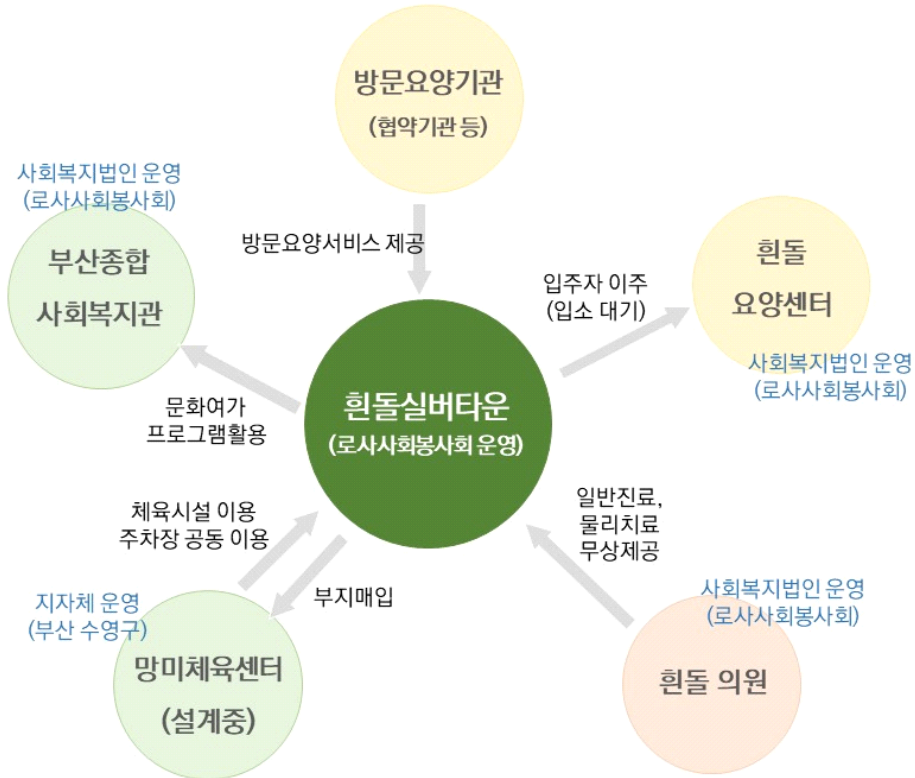 방문요양기관
(협약기관 등)
사회복지법인 운영
(로사사회봉사회)
부산종합
사회복지관
방문요양서비스 제공
입주자 이주
(입소 대기)
흰돌
요양센터
사회복지법인 운영
(로사사회봉사회)
문화여가
프로그램활용
흰돌실버타운
(로사사회봉사회 운영)
체육시설 이용
주차장 공동 이용
일반진료,
물리치료
무상제공
부지매입
지자체 운영
(부산 수영구)
망미체육센터
(설계중)
사회복지법인 운영
(로사사회봉사회)
흰돌 의원